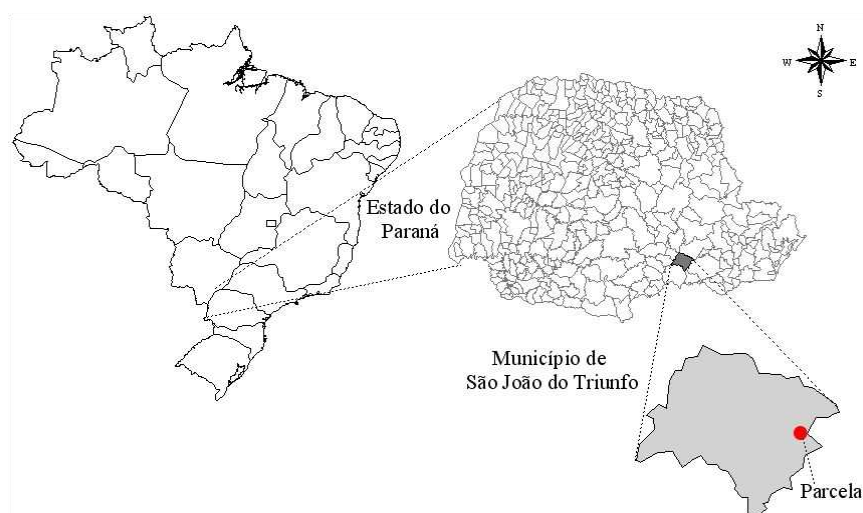 N
W E
S
Estado do
Paraná
Município de
São João do Triunfo
Parcela